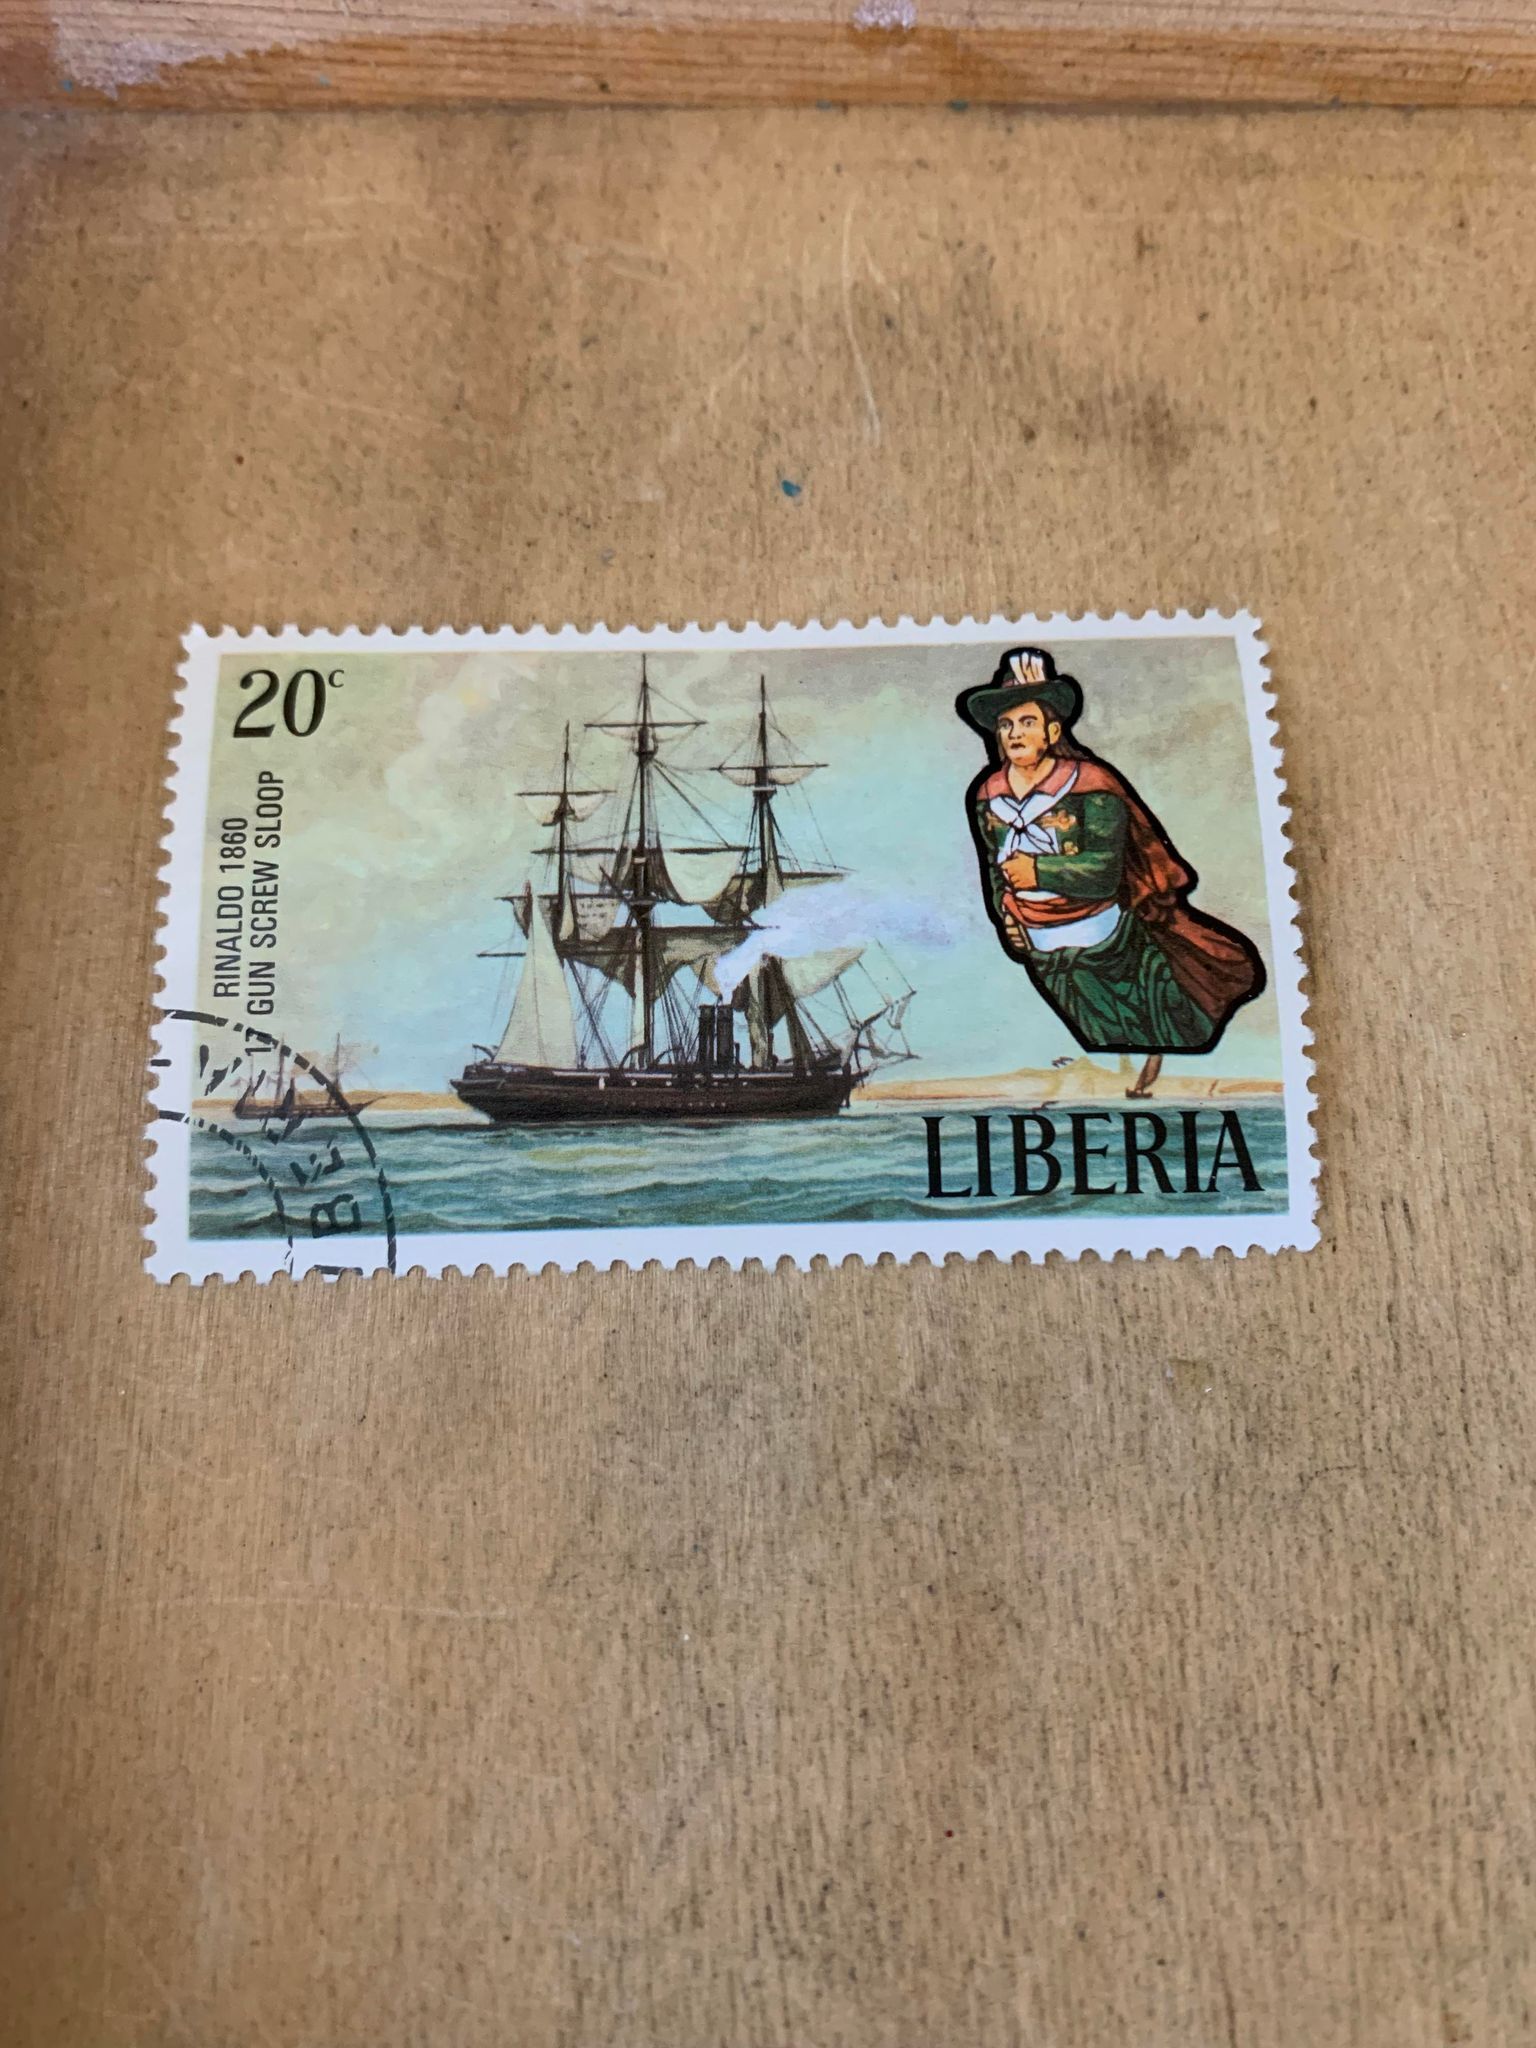 20c
RINALDO 1860
17 GUN SCREW SLOOP
LIBERIA